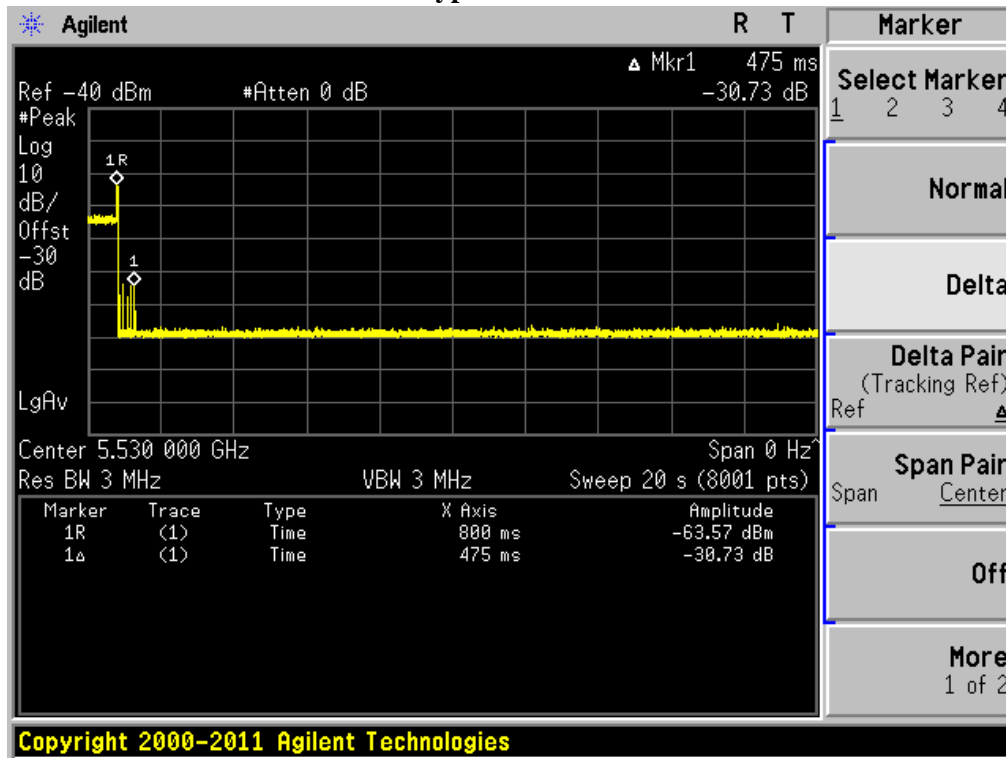 Agilent R T Marker
Δ Mkr1 475 ms
Ref -40 dBm #Atten 0 dB -30.73 dB
#Peak
Log
10
dB/
Offst
-30
dB
1R
1
LgAv
Center 5.530 000 GHz Span 0 Hz^
Res BW 3 MHz VBW 3 MHz Sweep 20 s (8001 pts)
Marker Trace Type X Axis Amplitude
1R (1) Time 800 ms -63.57 dBm
1Δ (1) Time 475 ms -30.73 dB
Select Marker
1 2 3 4
Normal
Delta
Delta Pair
(Tracking Ref)
Ref Δ
Span Pair
Span Center
Off
More
1 of 2
Copyright 2000-2011 Agilent Technologies